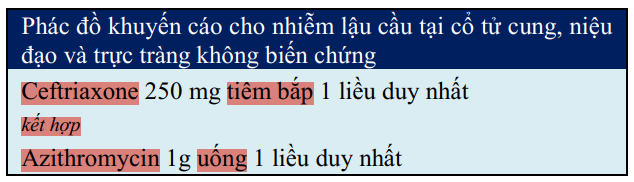 Phác đồ khuyến cáo cho nhiễm lậu cầu tại cổ tử cung, niệu
đạo và trực tràng không biến chứng
Ceftriaxone 250 mg tiêm bắp 1 liều duy nhất
kết hợp
Azithromycin 1g uống 1 liều duy nhất